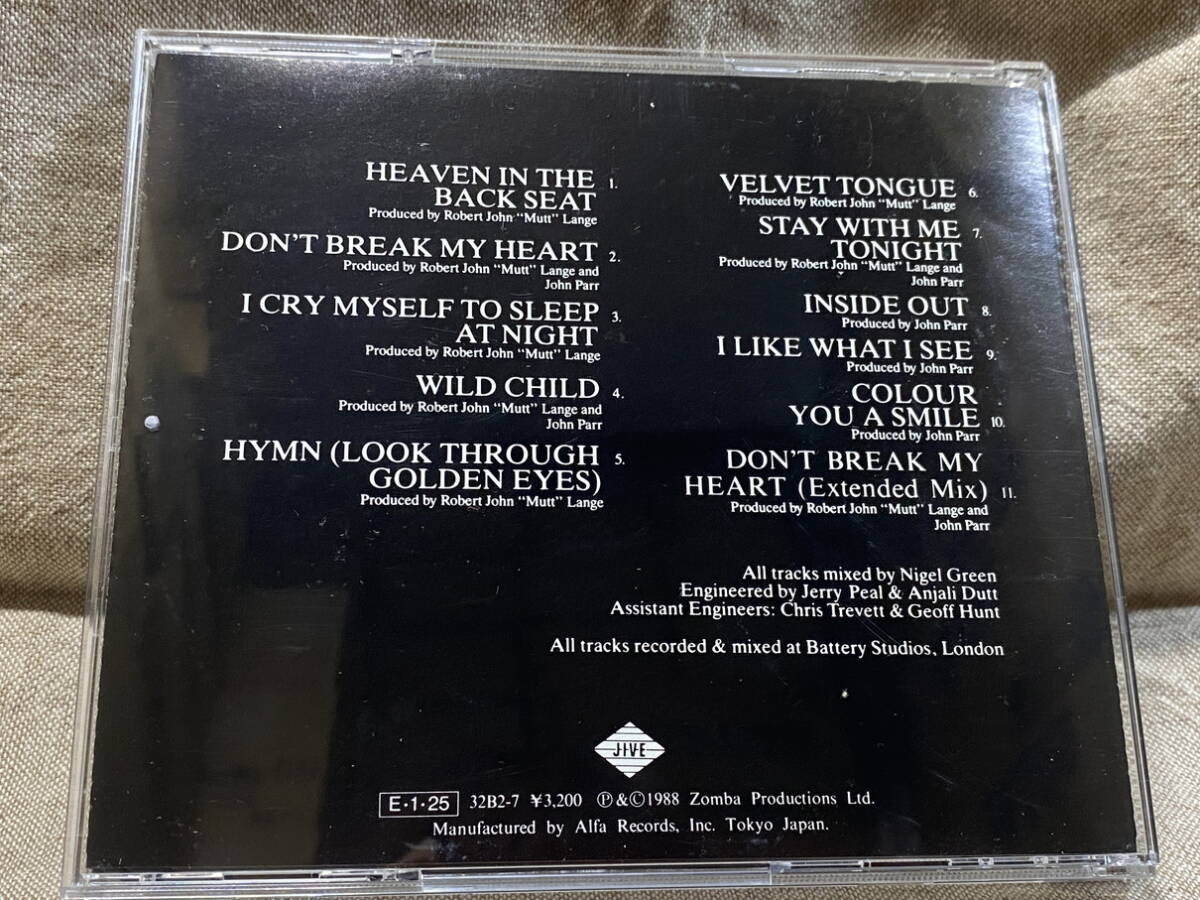 HEAVEN IN THE
BACK SEAT 1.
Produced by Robert John "Mutt" Lange
DON'T BREAK MY HEART 2.
Produced by Robert John "Mutt" Lange and
John Parr
I CRY MYSELF TO SLEEP 3.
AT NIGHT
Produced by Robert John "Mutt" Lange
WILD CHILD 4.
Produced by Robert John "Mutt" Lange and
John Parr
HYMN (LOOK THROUGH 5.
GOLDEN EYES)
Produced by Robert John "Mutt" Lange
VELVET TONGUE 6.
Produced by Robert John "Mutt" Lange
STAY WITH ME 7.
TONIGHT
Produced by Robert John "Mutt" Lange and
John Parr
INSIDE OUT 8.
Produced by John Parr
I LIKE WHAT I SEE 9.
Produced by John Parr
COLOUR
YOU A SMILE 10.
Produced by John Parr
DON'T BREAK MY
HEART (Extended Mix) 11.
Produced by Robert John "Mutt" Lange and
John Parr
All tracks mixed by Nigel Green
Engineered by Jerry Peal & Anjali Dutt
Assistant Engineers: Chris Trevett & Geoff Hunt
All tracks recorded & mixed at Battery Studios, London
JIVE
E・1・25 32B2-7 ¥3,200 Ⓟ&©1988 Zomba Productions Ltd.
Manufactured by Alfa Records, Inc. Tokyo Japan.